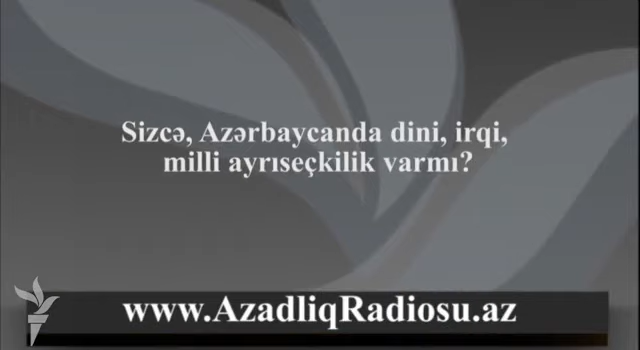 Sizcə, Azərbaycanda dini, irqi,
milli ayrıseçkilik varmı?
www.AzadliqRadiosu.az